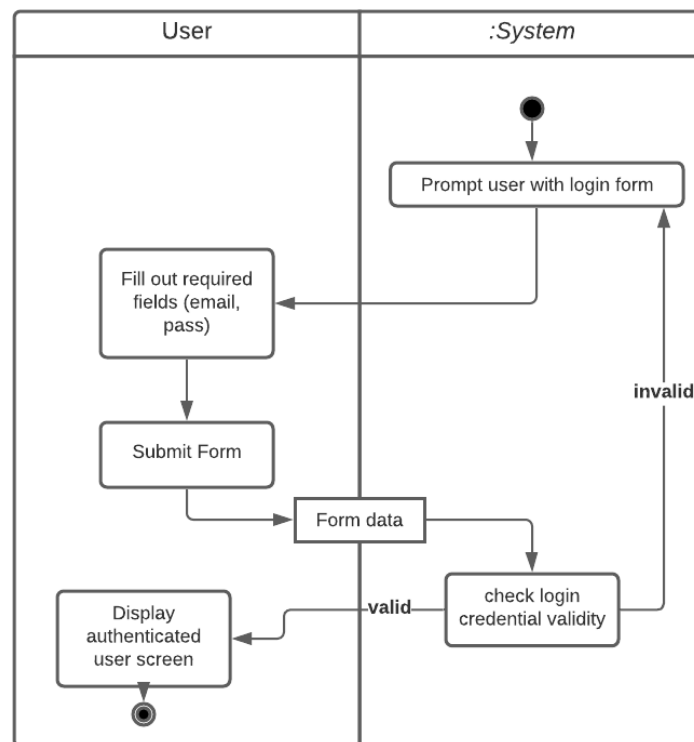 User
:System
Prompt user with login form
Fill out required
fields (email,
pass)
invalid
Submit Form
Form data
check login
credential validity
valid
Display
authenticated
user screen